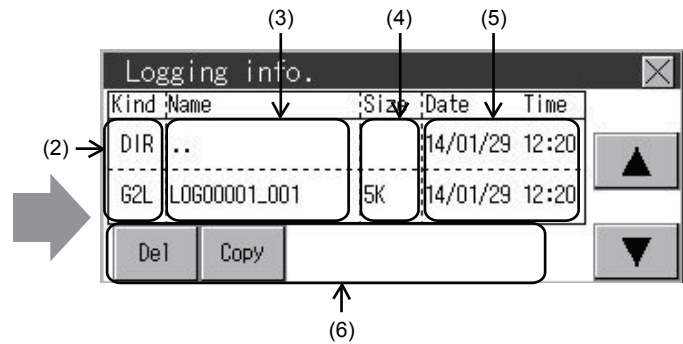 (3) (4) (5)
Logging info.
Kind Name Size Date Time
(2) DIR .. 14/01/29 12:20
G2L LOG00001_001 5K 14/01/29 12:20
Del Copy
(6)